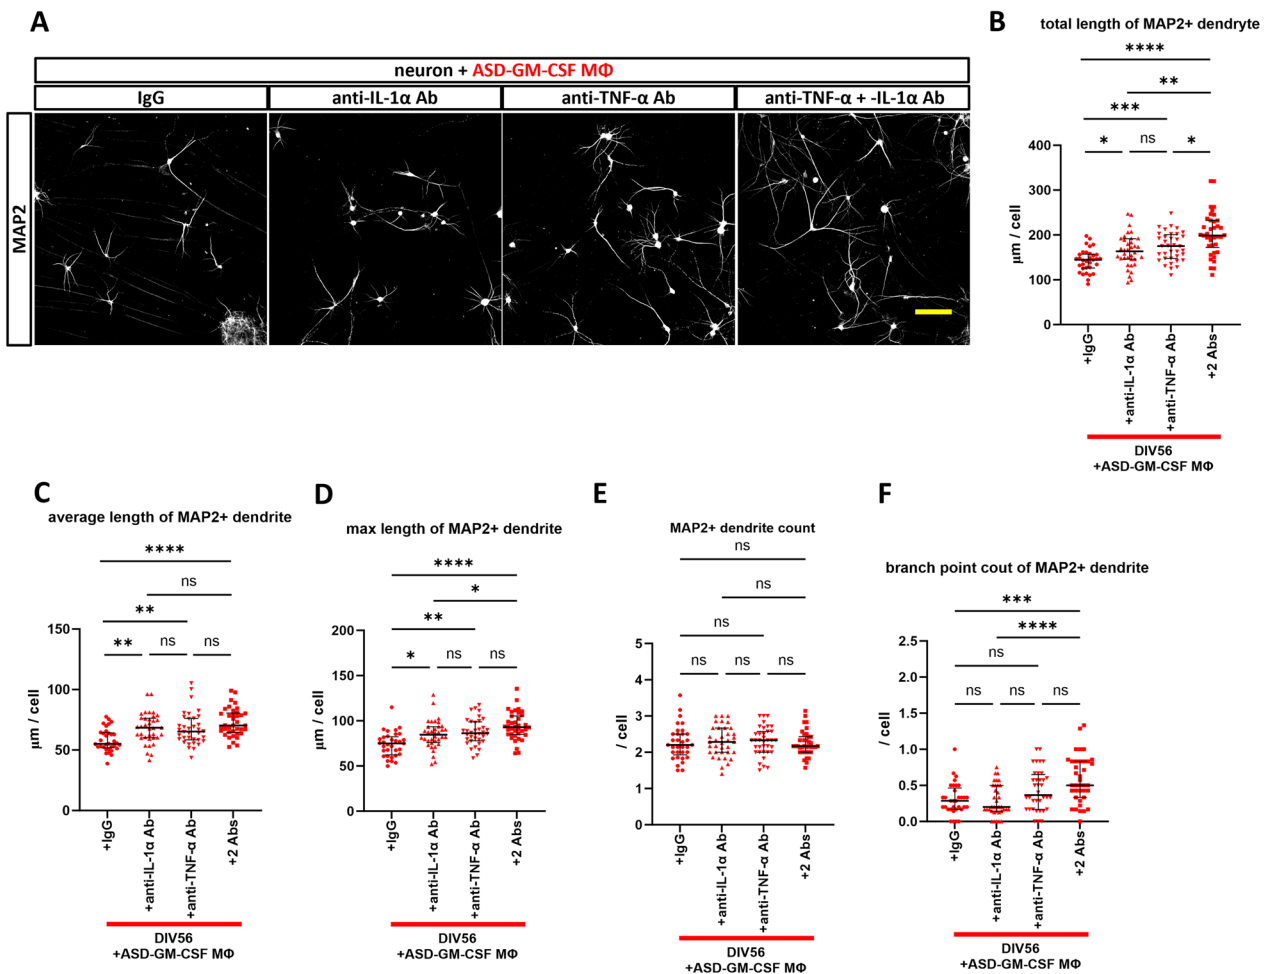 A
neuron + ASD-GM-CSF MΦ
IgG
anti-IL-1α Ab
anti-TNF-α Ab
anti-TNF-α + -IL-1α Ab
MAP2
B
total length of MAP2+ dendryte
****
**
***
* ns *
μm / cell
400
300
200
100
0
+IgG
+anti-IL-1α Ab
+anti-TNF-α Ab
+2 Abs
DIV56
+ASD-GM-CSF MΦ
C
average length of MAP2+ dendrite
****
ns
**
** ns ns
μm / cell
150
100
50
0
+IgG
+anti-IL-1α Ab
+anti-TNF-α Ab
+2 Abs
DIV56
+ASD-GM-CSF MΦ
D
max length of MAP2+ dendrite
****
*
**
* ns ns
μm / cell
200
150
100
50
0
+IgG
+anti-IL-1α Ab
+anti-TNF-α Ab
+2 Abs
DIV56
+ASD-GM-CSF MΦ
E
MAP2+ dendrite count
ns
ns
ns
ns ns ns
/ cell
5
4
3
2
1
0
+IgG
+anti-IL-1α Ab
+anti-TNF-α Ab
+2 Abs
DIV56
+ASD-GM-CSF MΦ
F
branch point cout of MAP2+ dendrite
***
****
ns
ns ns ns
/ cell
2.5
2.0
1.5
1.0
0.5
0.0
+IgG
+anti-IL-1α Ab
+anti-TNF-α Ab
+2 Abs
DIV56
+ASD-GM-CSF MΦ